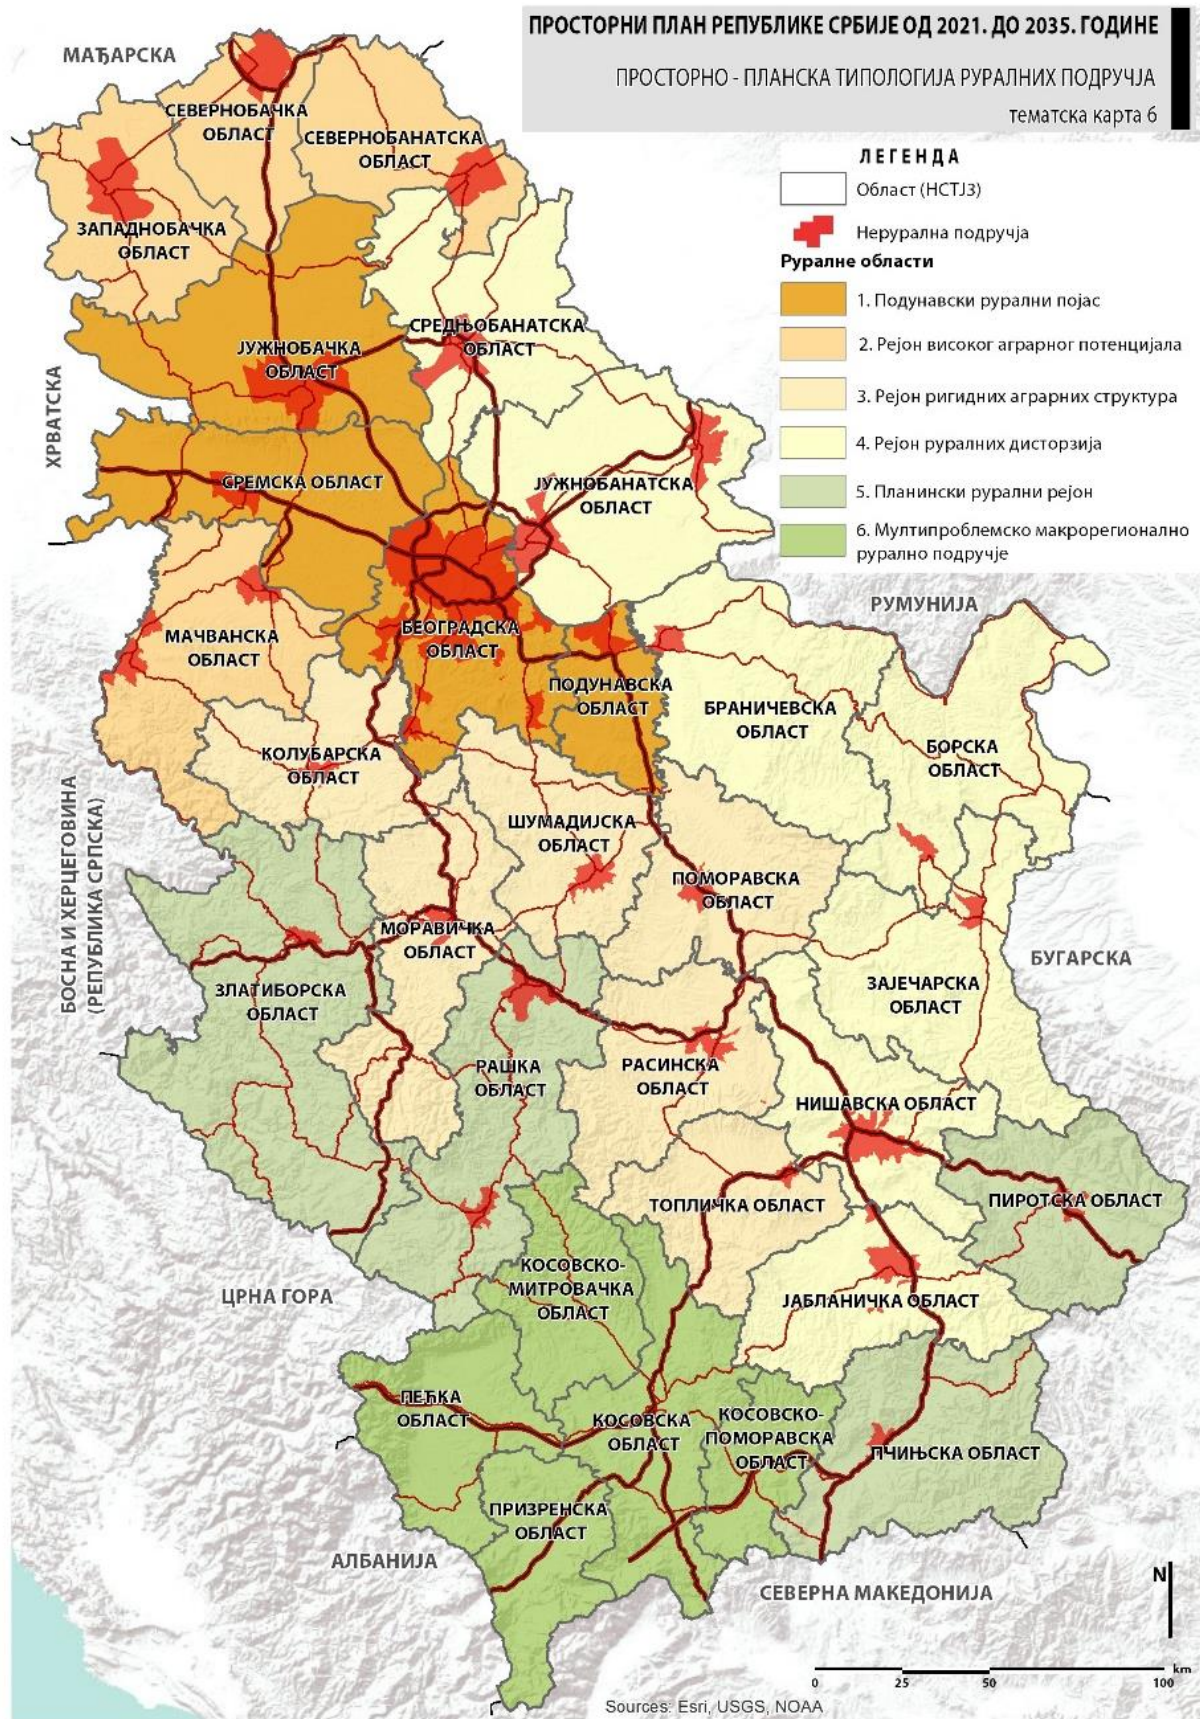 ПРОСТОРНИ ПЛАН РЕПУБЛИКЕ СРБИЈЕ ОД 2021. ДО 2035. ГОДИНЕ
ПРОСТОРНО - ПЛАНСКА ТИПОЛОГИЈА РУРАЛНИХ ПОДРУЧЈА
тематска карта 6
ЛЕГЕНДА
Област (НСТЈ3)
Нерурална подручја
Руралне области
1. Подунавски рурални појас
2. Рејон високог аграрног потенцијала
3. Рејон ригидних аграрних структура
4. Рејон руралних дисторзија
5. Планински рурални рејон
6. Мултипроблемско макрорегионално
рурално подручје
МАЂАРСКА
СЕВЕРНОБАЧКА
ОБЛАСТ
СЕВЕРНОБАНАТСКА
ОБЛАСТ
ЗАПАДНОБАЧКА
ОБЛАСТ
СРЕДЊОБАНАТСКА
ОБЛАСТ
ЈУЖНОБАЧКА
ОБЛАСТ
ХРВАТСКА
СРЕМСКА ОБЛАСТ
ЈУЖНОБАНАТСКА
ОБЛАСТ
РУМУНИЈА
МАЧВАНСКА
ОБЛАСТ
БЕОГРАДСКА
ОБЛАСТ
ПОДУНАВСКА
ОБЛАСТ
БРАНИЧЕВСКА
ОБЛАСТ
БОРСКА
ОБЛАСТ
КОЛУБАРСКА
ОБЛАСТ
БОСНА И ХЕРЦЕГОВИНА
(РЕПУБЛИКА СРПСКА)
ШУМАДИЈСКА
ОБЛАСТ
ПОМОРАВСКА
ОБЛАСТ
МОРАВИЧКА
ОБЛАСТ
БУГАРСКА
ЗАЈЕЧАРСКА
ОБЛАСТ
ЗЛАТИБОРСКА
ОБЛАСТ
РАШКА
ОБЛАСТ
РАСИНСКА
ОБЛАСТ
НИШАВСКА ОБЛАСТ
ПИРОТСКА ОБЛАСТ
ТОПЛИЧКА ОБЛАСТ
КОСОВСКО-
МИТРОВАЧКА
ОБЛАСТ
ЦРНА ГОРА
ЈАБЛАНИЧКА ОБЛАСТ
ПЕЋКА
ОБЛАСТ
КОСОВСКА
ОБЛАСТ
КОСОВСКО-
ПОМОРАВСКА
ОБЛАСТ
ПЧИЊСКА ОБЛАСТ
ПРИЗРЕНСКА
ОБЛАСТ
АЛБАНИЈА
СЕВЕРНА МАКЕДОНИЈА
N
km
0 25 50 100
Sources: Esri, USGS, NOAA